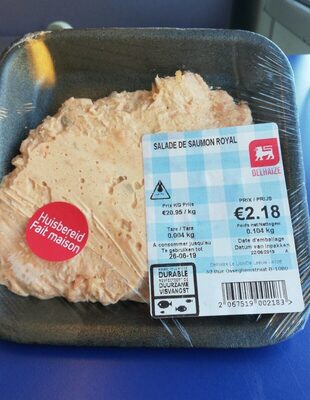 SALADE DE SAUMON ROYAL
DELHAIZE
Prix KG Prijs
€20.95 / kg
PRIX / PRIJS
€2.18
Tare / Tarra
0.004 kg
Poids net/Nettogew.
0.104 kg
A consommer jusqu'au
Te gebruiken tot
26-06-19
Date d'emballage
Datum van inpakken
22/06/2019
Huisbereid
Fait maison
DURABLE
DUURZAME
VISVANGST
2 067519 002183